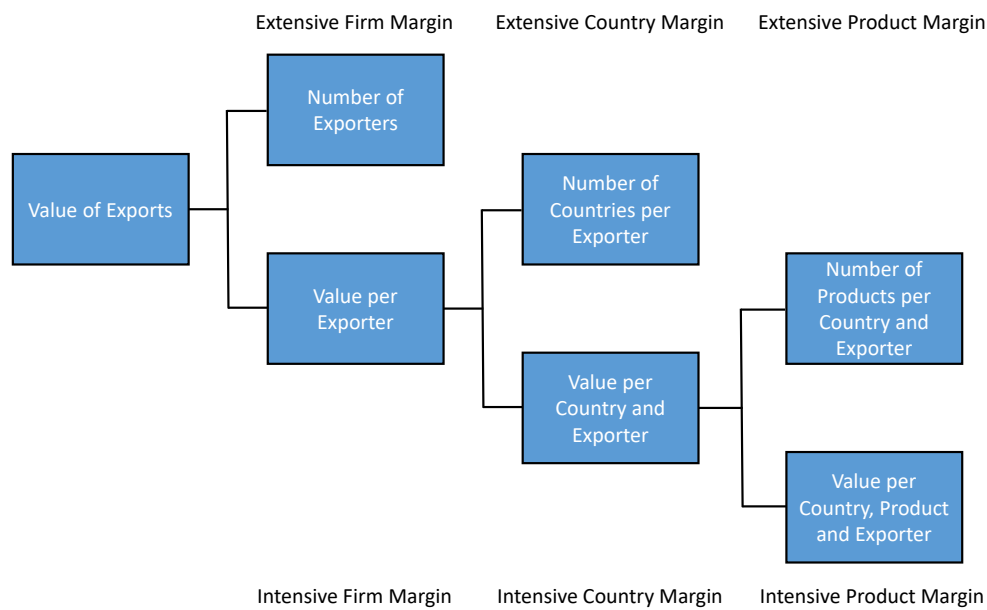 Extensive Firm Margin
Extensive Country Margin
Extensive Product Margin
Number of
Exporters
Value of Exports
Number of
Countries per
Exporter
Value per
Exporter
Number of
Products per
Country and
Exporter
Value per
Country and
Exporter
Value per
Country, Product
and Exporter
Intensive Firm Margin
Intensive Country Margin
Intensive Product Margin